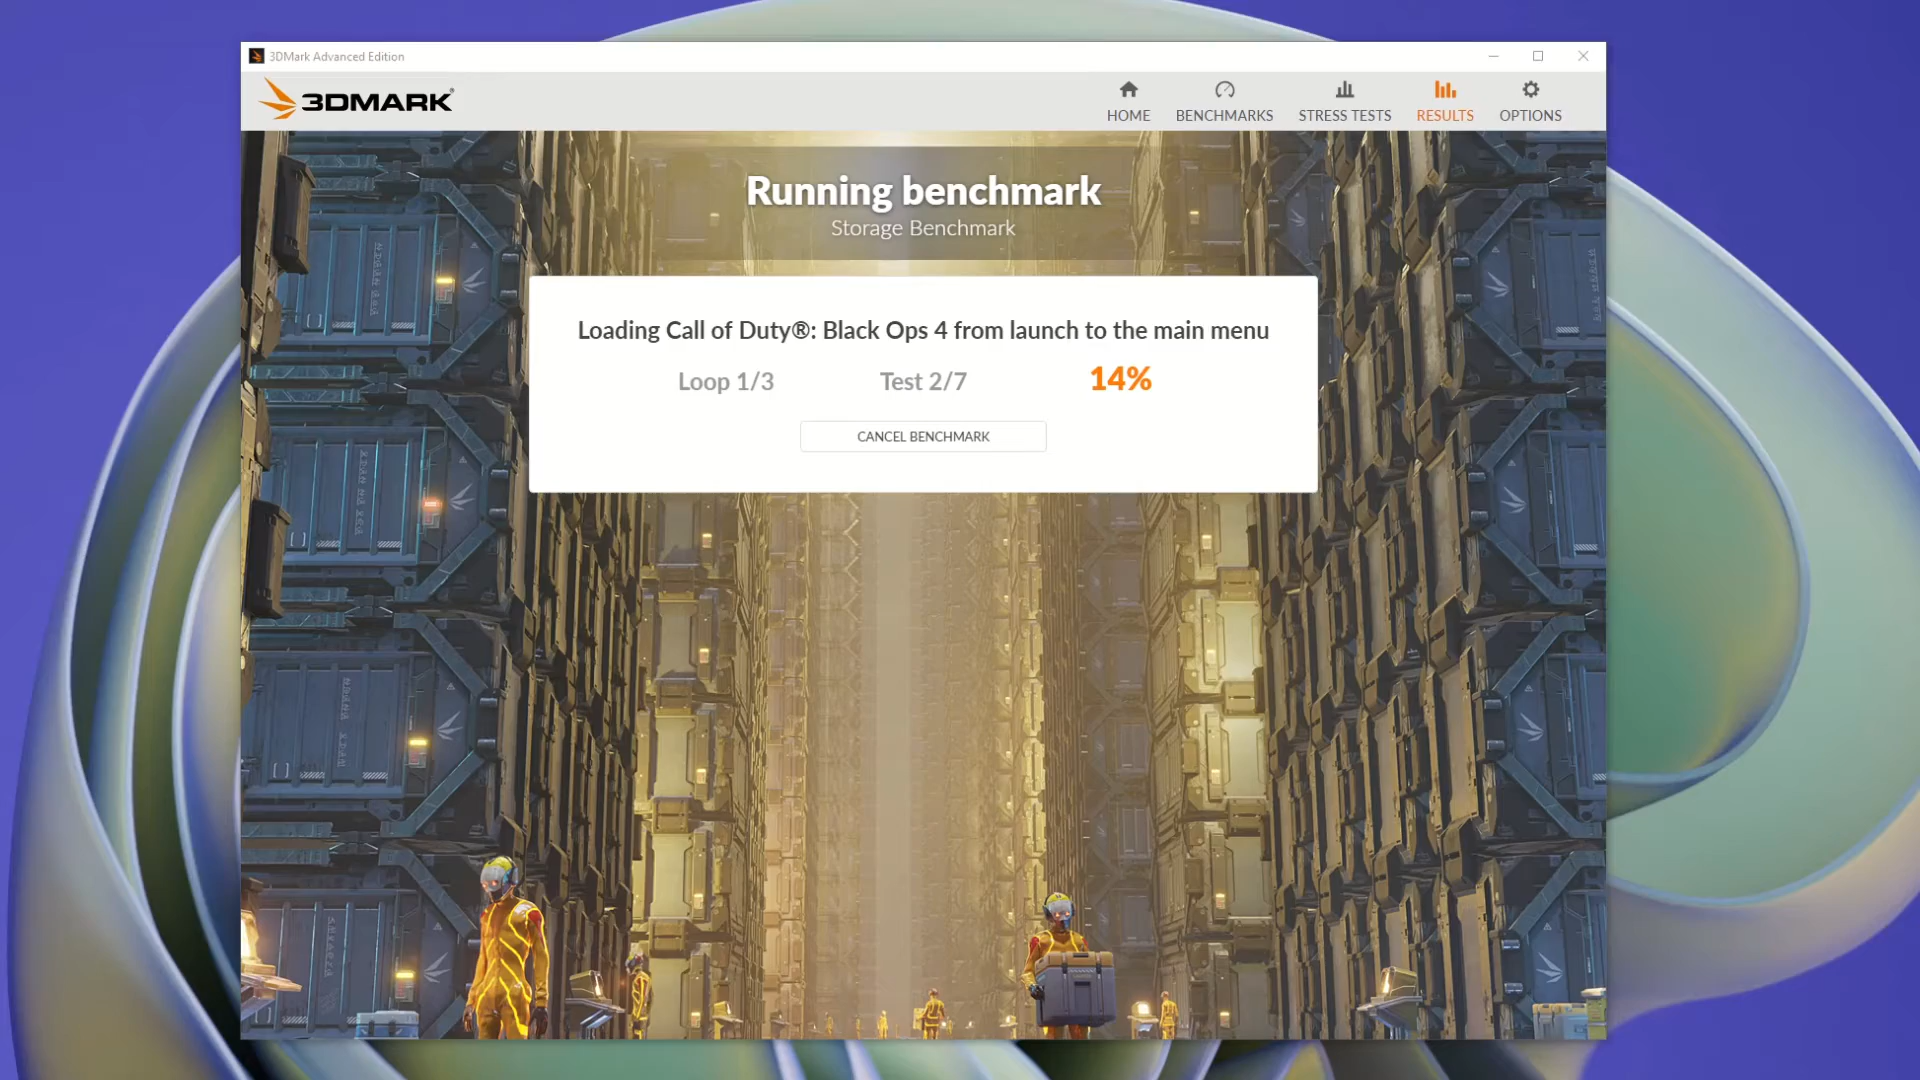 3DMark Advanced Edition
3DMARK®
HOME
BENCHMARKS
STRESS TESTS
RESULTS
OPTIONS
Running benchmark
Storage Benchmark
Loading Call of Duty®: Black Ops 4 from launch to the main menu
Loop 1/3
Test 2/7
14%
CANCEL BENCHMARK